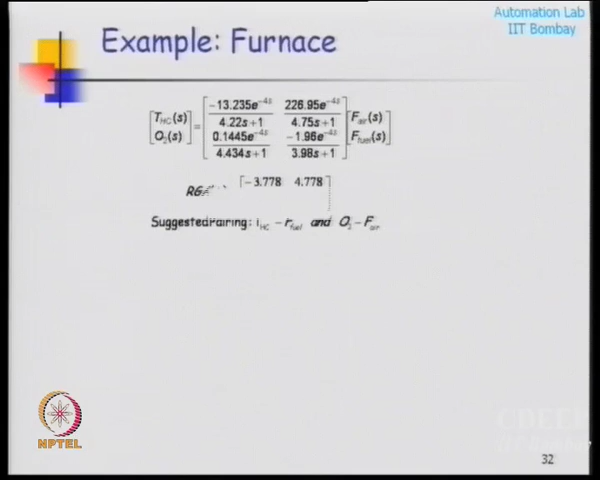 Automation Lab
IIT Bombay
Example: Furnace
[T_HC(s) O_2(s)] = [-13.235e^{-4s}/4.22s+1 226.95e^{-4s}/4.75s+1 0.1445e^{-4s}/4.434s+1 -1.96e^{-4s}/3.98s+1] [F_air(s) F_fuel(s)]
[-3.778 4.778]
Suggested Pairing: - F_fuel and O_2 - F_air
NPTEL
32